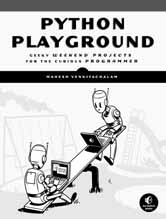 PYTHON
PLAYGROUND
GEEKY WEEKEND PROJECTS
FOR THE CURIOUS PROGRAMMER
MAHESH VENKITACHALAM